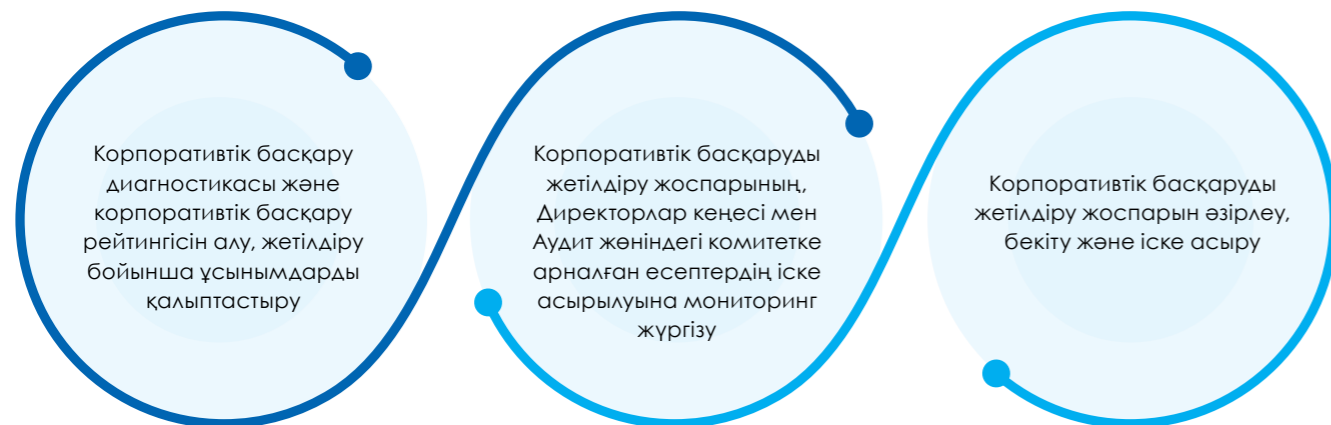 Корпоративтік басқару
диагностикасы және
корпоративтік басқару
рейтингісін алу, жетілдіру
бойынша ұсынымдарды
қалыптастыру
Корпоративтік басқаруды
жетілдіру жоспарының,
Директорлар кеңесі мен
Аудит жөніндегі комитетке
арналған есептердің іске
асырылуына мониторинг
жүргізу
Корпоративтік басқаруды
жетілдіру жоспарын әзірлеу,
бекіту және іске асыру